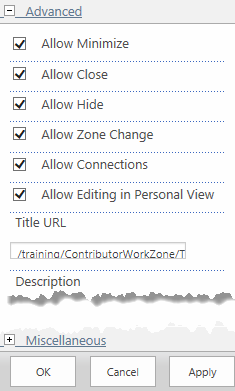 Advanced
Allow Minimize
Allow Close
Allow Hide
Allow Zone Change
Allow Connections
Allow Editing in Personal View
Title URL
/training/ContributorWorkZone/T
Description
Miscellaneous
OK Cancel Apply